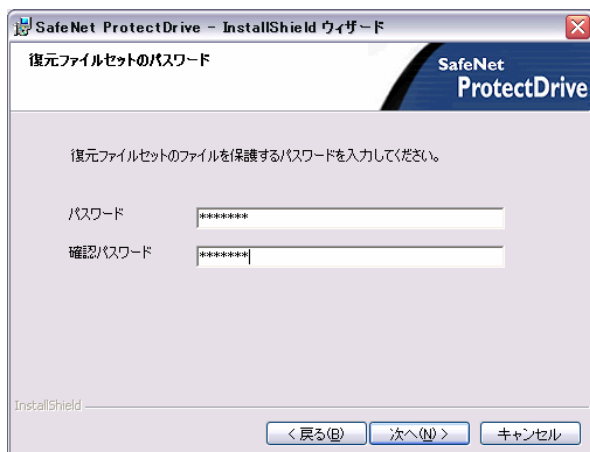 SafeNet ProtectDrive - InstallShield ウィザード
復元ファイルセットのパスワード
SafeNet
ProtectDrive
復元ファイルセットのファイルを保護するパスワードを入力してください。
パスワード
*******
確認パスワード
*******
InstallShield
< 戻る(B)
次へ(N) >
キャンセル